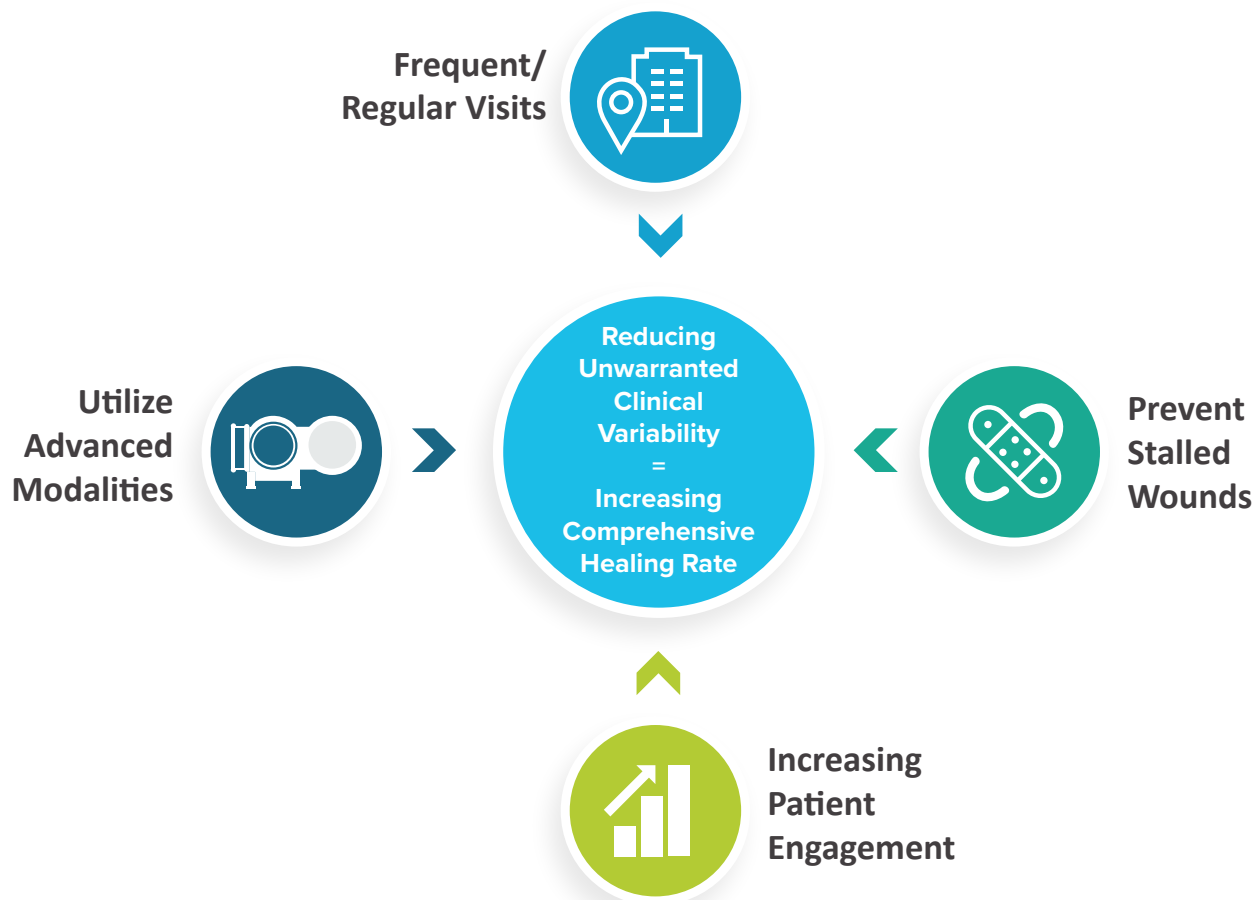 Frequent/
Regular Visits
Reducing
Unwarranted
Clinical
Variability
=
Increasing
Comprehensive
Healing Rate
Utilize
Advanced
Modalities
Prevent
Stalled
Wounds
Increasing
Patient
Engagement